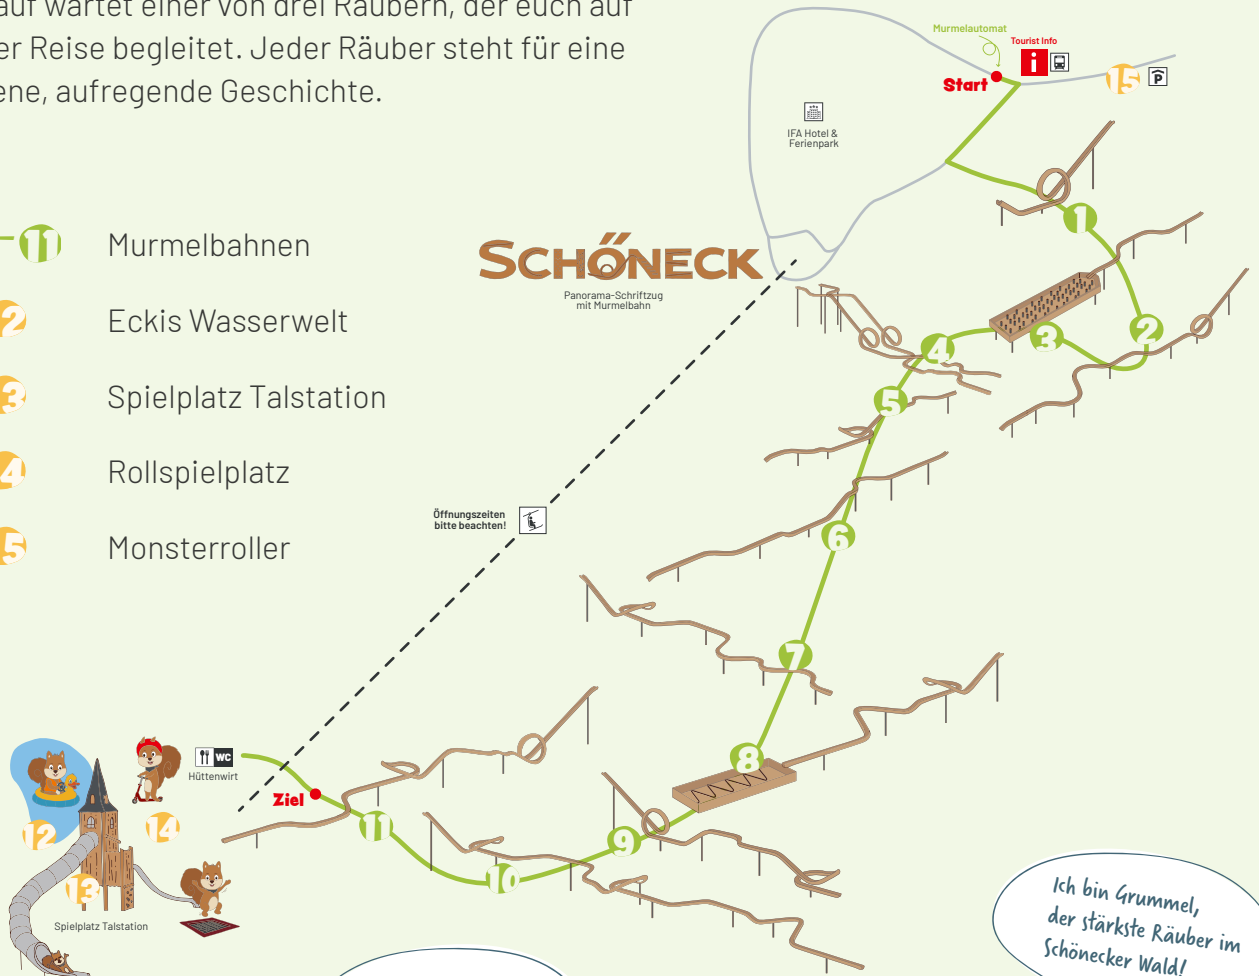 auf wartet einer von drei Räubern, der euch auf
er Reise begleitet. Jeder Räuber steht für eine
ene, aufregende Geschichte.
11 Murmelbahnen
2 Eckis Wasserwelt
3 Spielplatz Talstation
4 Rollspielplatz
5 Monsterroller
Murmelautomat
Tourist Info
i
Start
15
P
IFA Hotel &
Ferienpark
SCHŐNECK
Panorama-Schriftzug
mit Murmelbahn
1
2
3
4
5
Öffnungszeiten
bitte beachten!
6
7
8
9
10
11
Ziel
WC
Hüttenwirt
12
14
13
Spielplatz Talstation
Ich bin Grummel,
der stärkste Räuber im
Schönecker Wald!